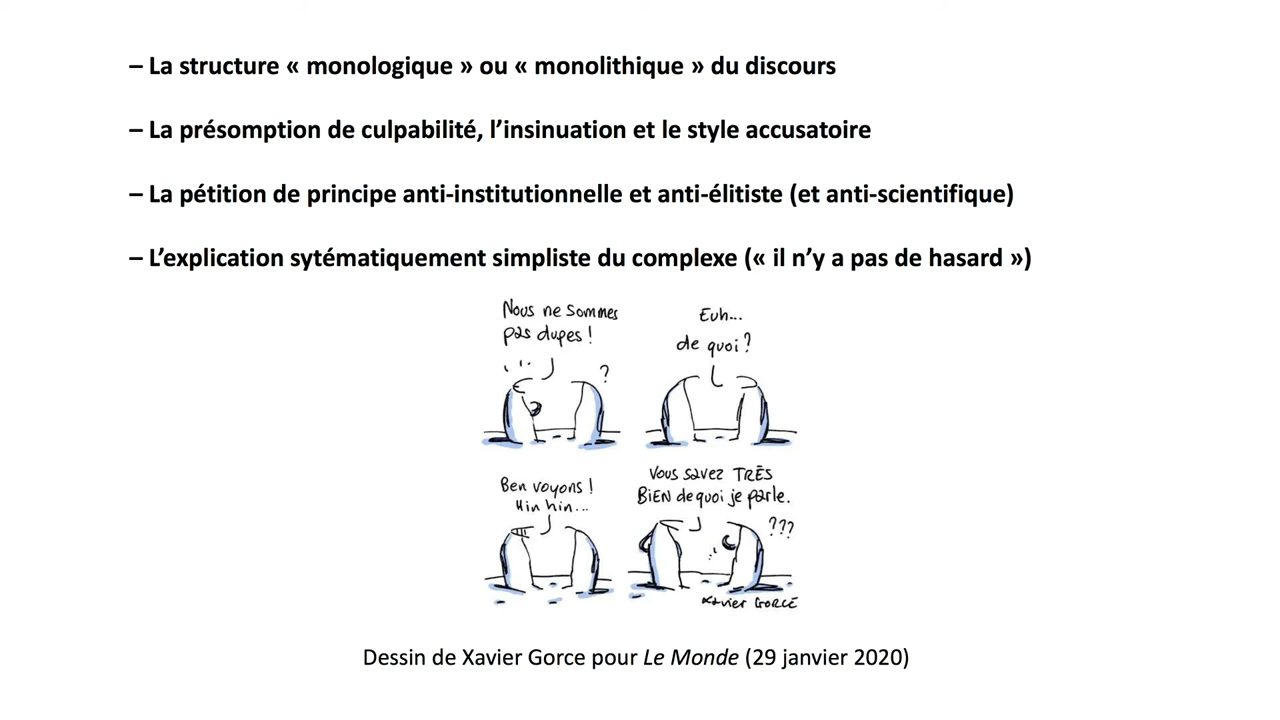 – La structure « monologique » ou « monolithique » du discours
– La présomption de culpabilité, l’insinuation et le style accusatoire
– La pétition de principe anti-institutionnelle et anti-élitiste (et anti-scientifique)
– L’explication sytématiquement simpliste du complexe (« il n’y a pas de hasard »)
Nous ne sommes
pas dupes !
?
Euh...
de quoi ?
Ben voyons !
Hin hin...
Vous savez TRÈS
BIEN de quoi je parle.
???
Xavier GORCE
Dessin de Xavier Gorce pour Le Monde (29 janvier 2020)